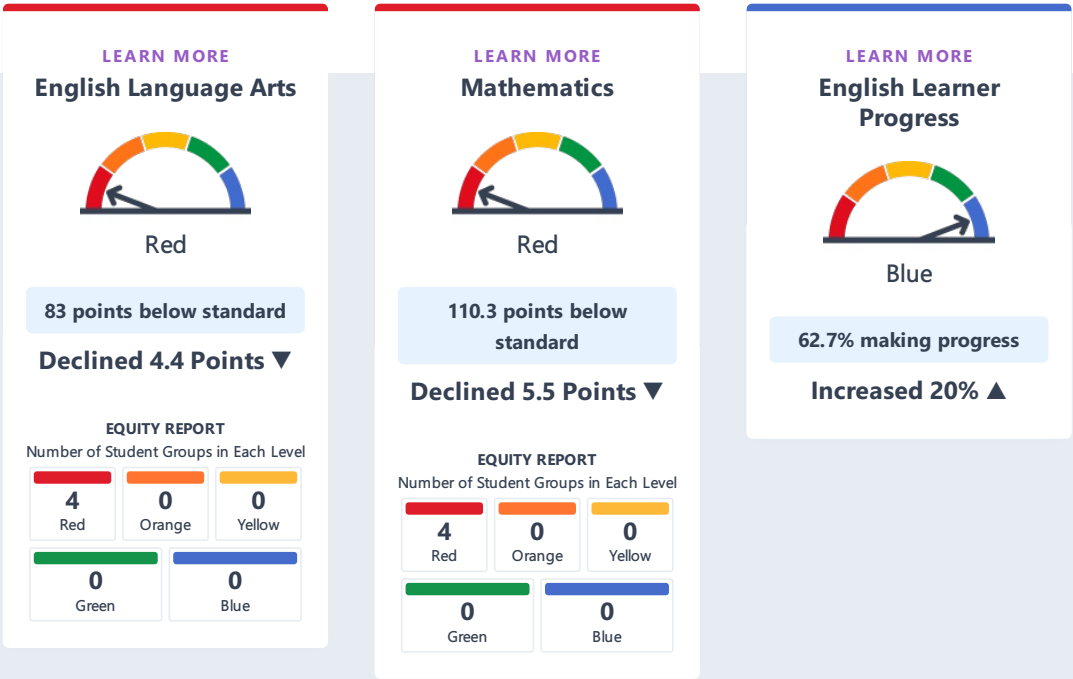 LEARN MORE
English Language Arts
Red
83 points below standard
Declined 4.4 Points ▼
EQUITY REPORT
Number of Student Groups in Each Level
4
Red
0
Orange
0
Yellow
0
Green
0
Blue
LEARN MORE
Mathematics
Red
110.3 points below
standard
Declined 5.5 Points ▼
EQUITY REPORT
Number of Student Groups in Each Level
4
Red
0
Orange
0
Yellow
0
Green
0
Blue
LEARN MORE
English Learner
Progress
Blue
62.7% making progress
Increased 20% ▲